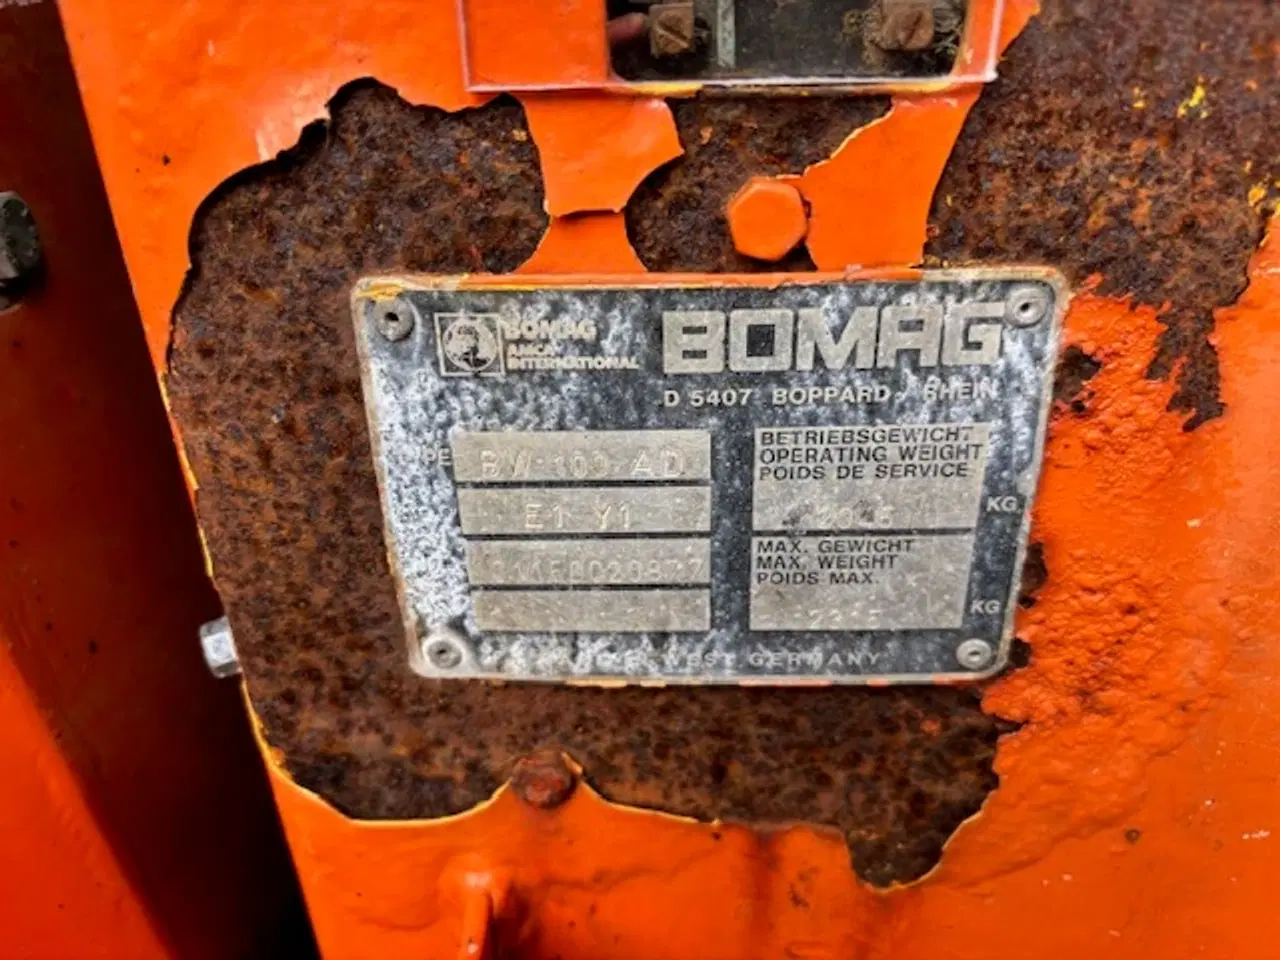 BOMAG
AMCA
INTERNATIONAL
BOMAG
D 5407 BOPPARD / RHEIN
BW 100 AD
E1 Y1
BETRIEBSGEWICHT
OPERATING WEIGHT
POIDS DE SERVICE
KG
MAX. GEWICHT
MAX. WEIGHT
POIDS MAX.
KG
WEST GERMANY